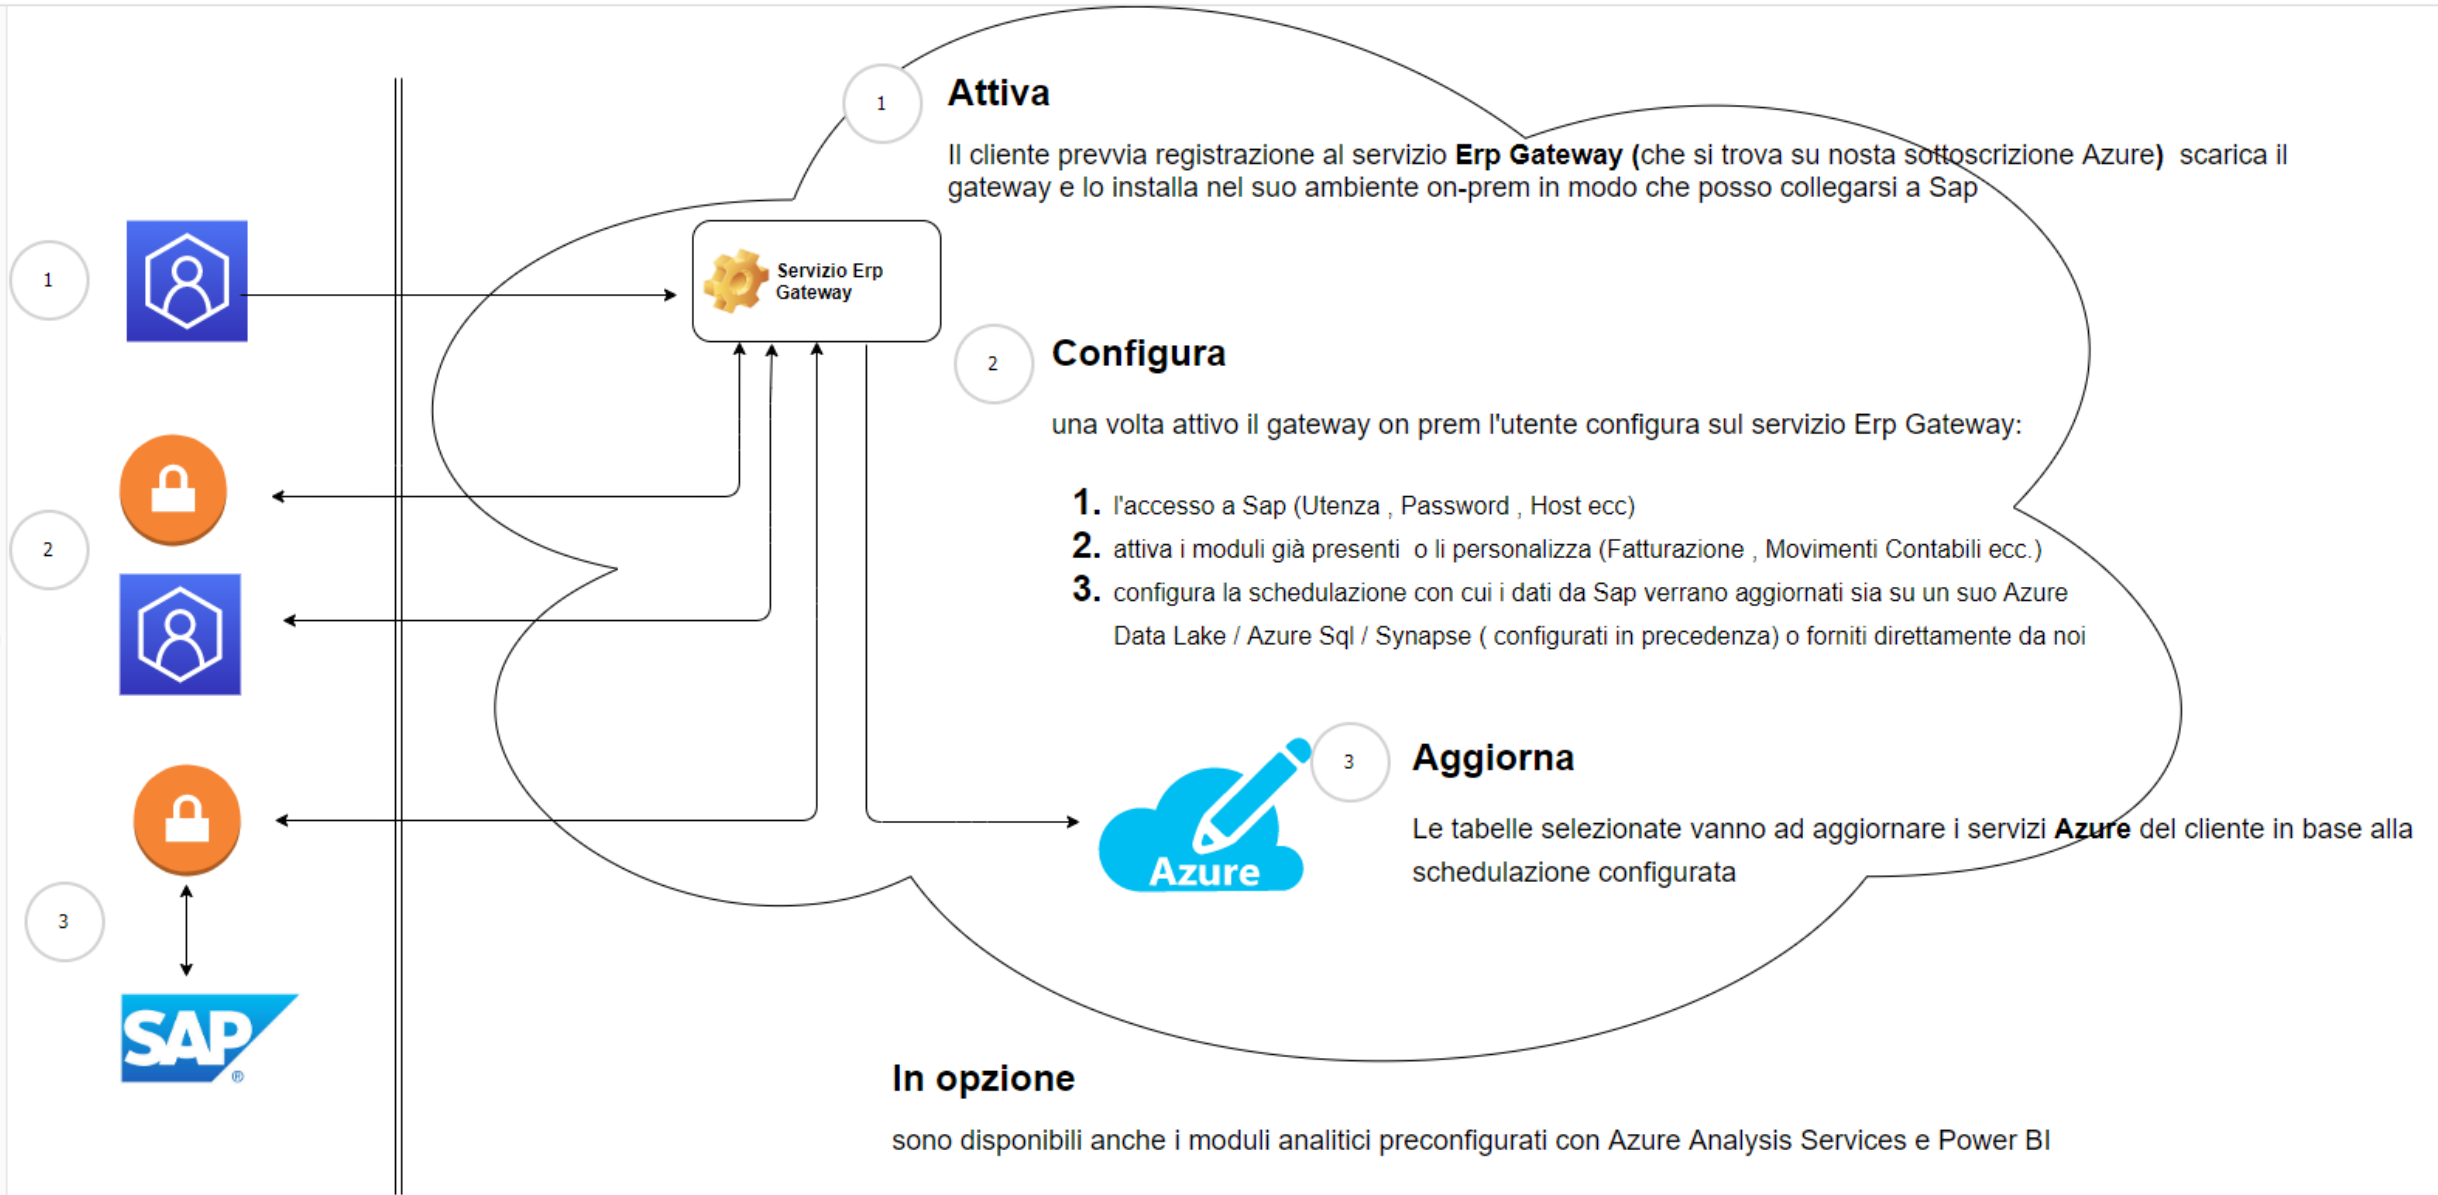 1
Attiva
Il cliente prevvia registrazione al servizio Erp Gateway (che si trova su nosta sottoscrizione Azure)  scarica il
gateway e lo installa nel suo ambiente on-prem in modo che posso collegarsi a Sap
1
Servizio Erp
Gateway
2
Configura
una volta attivo il gateway on prem l'utente configura sul servizio Erp Gateway:
1. l'accesso a Sap (Utenza , Password , Host ecc)
2. attiva i moduli già presenti  o li personalizza (Fatturazione , Movimenti Contabili ecc.)
3. configura la schedulazione con cui i dati da Sap verrano aggiornati sia su un suo Azure
Data Lake / Azure Sql / Synapse ( configurati in precedenza) o forniti direttamente da noi
2
Azure
3
Aggiorna
Le tabelle selezionate vanno ad aggiornare i servizi Azure del cliente in base alla
schedulazione configurata
3
SAP
®
In opzione
sono disponibili anche i moduli analitici preconfigurati con Azure Analysis Services e Power BI